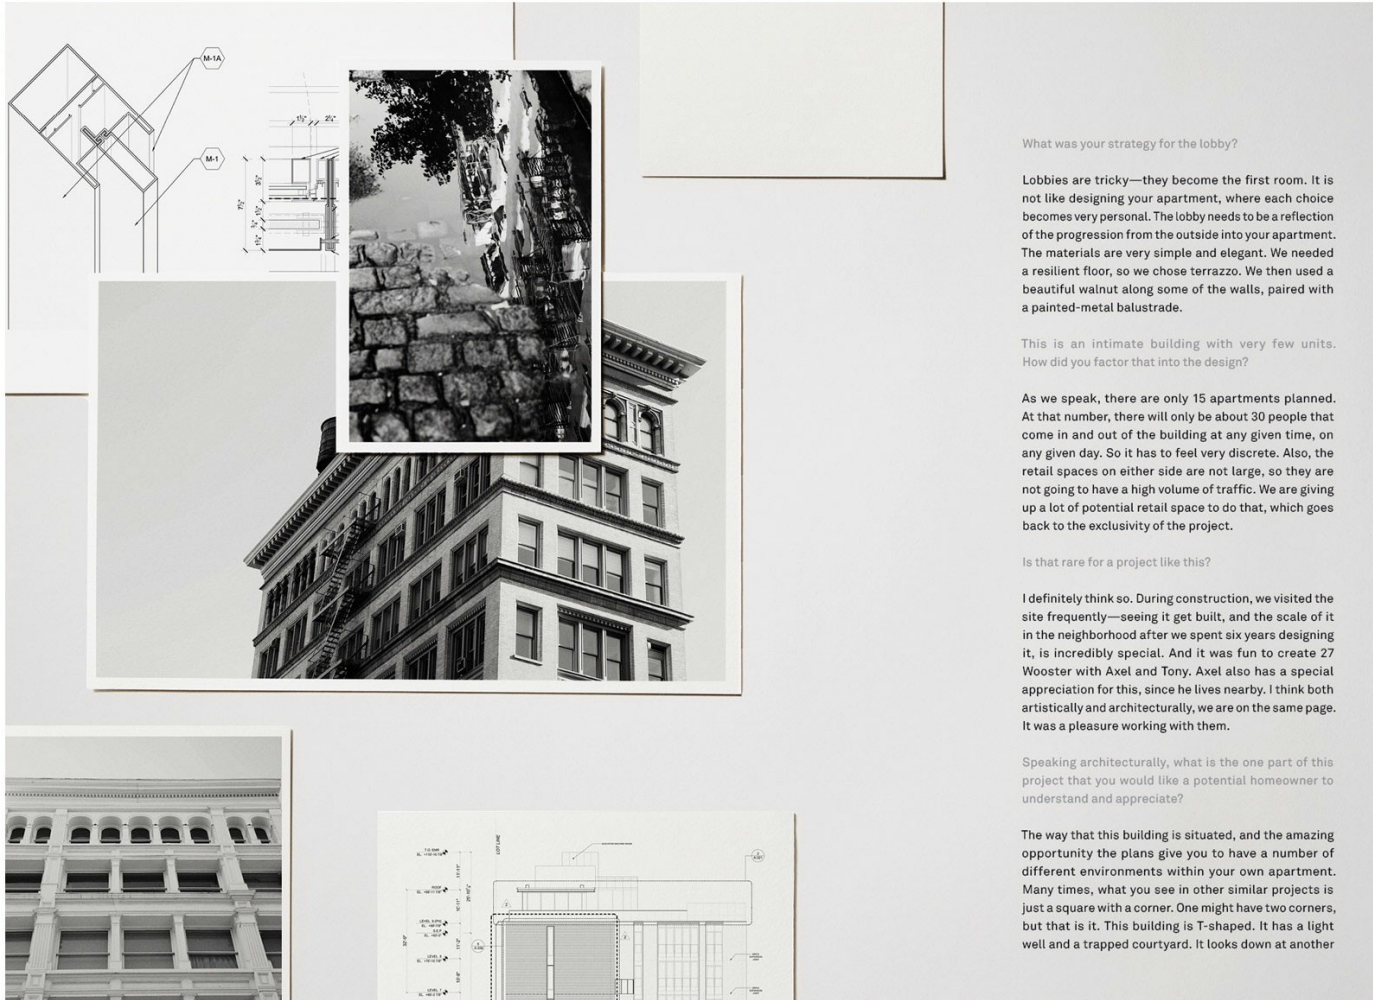 M-1A
M-1
What was your strategy for the lobby?
Lobbies are tricky—they become the first room. It is
not like designing your apartment, where each choice
becomes very personal. The lobby needs to be a reflection
of the progression from the outside into your apartment.
The materials are very simple and elegant. We needed
a resilient floor, so we chose terrazzo. We then used a
beautiful walnut along some of the walls, paired with
a painted-metal balustrade.
This is an intimate building with very few units.
How did you factor that into the design?
As we speak, there are only 15 apartments planned.
At that number, there will only be about 30 people that
come in and out of the building at any given time, on
any given day. So it has to feel very discrete. Also, the
retail spaces on either side are not large, so they are
not going to have a high volume of traffic. We are giving
up a lot of potential retail space to do that, which goes
back to the exclusivity of the project.
Is that rare for a project like this?
I definitely think so. During construction, we visited the
site frequently—seeing it get built, and the scale of it
in the neighborhood after we spent six years designing
it, is incredibly special. And it was fun to create 27
Wooster with Axel and Tony. Axel also has a special
appreciation for this, since he lives nearby. I think both
artistically and architecturally, we are on the same page.
It was a pleasure working with them.
Speaking architecturally, what is the one part of this
project that you would like a potential homeowner to
understand and appreciate?
The way that this building is situated, and the amazing
opportunity the plans give you to have a number of
different environments within your own apartment.
Many times, what you see in other similar projects is
just a square with a corner. One might have two corners,
but that is it. This building is T-shaped. It has a light
well and a trapped courtyard. It looks down at another
LOT LINE
ROOF